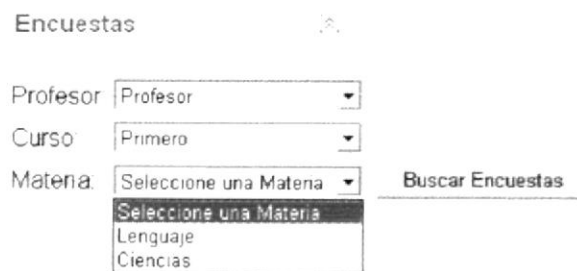 Encuestas
Profesor Profesor
Curso: Primero
Materia: Seleccione una Materia Buscar Encuestas
Seleccione una Materia
Lenguaje
Ciencias